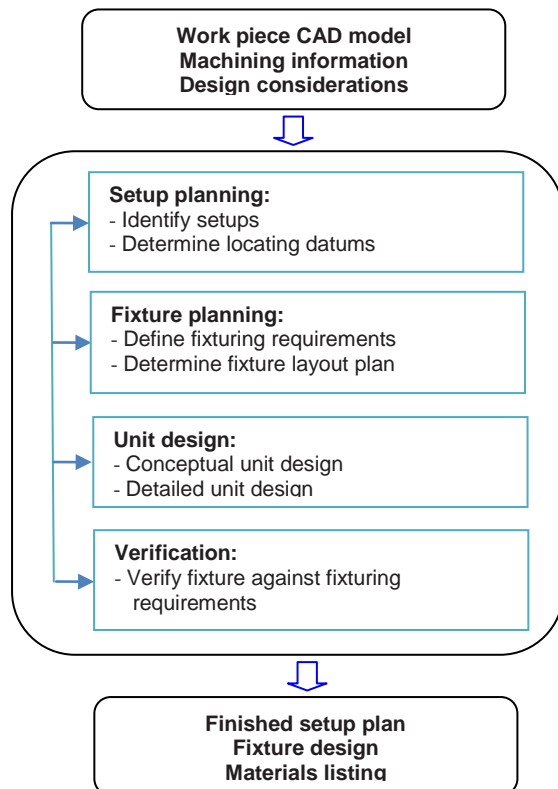 Work piece CAD model
Machining information
Design considerations
Setup planning:
- Identify setups
- Determine locating datums
Fixture planning:
- Define fixturing requirements
- Determine fixture layout plan
Unit design:
- Conceptual unit design
- Detailed unit design
Verification:
- Verify fixture against fixturing
requirements
Finished setup plan
Fixture design
Materials listing